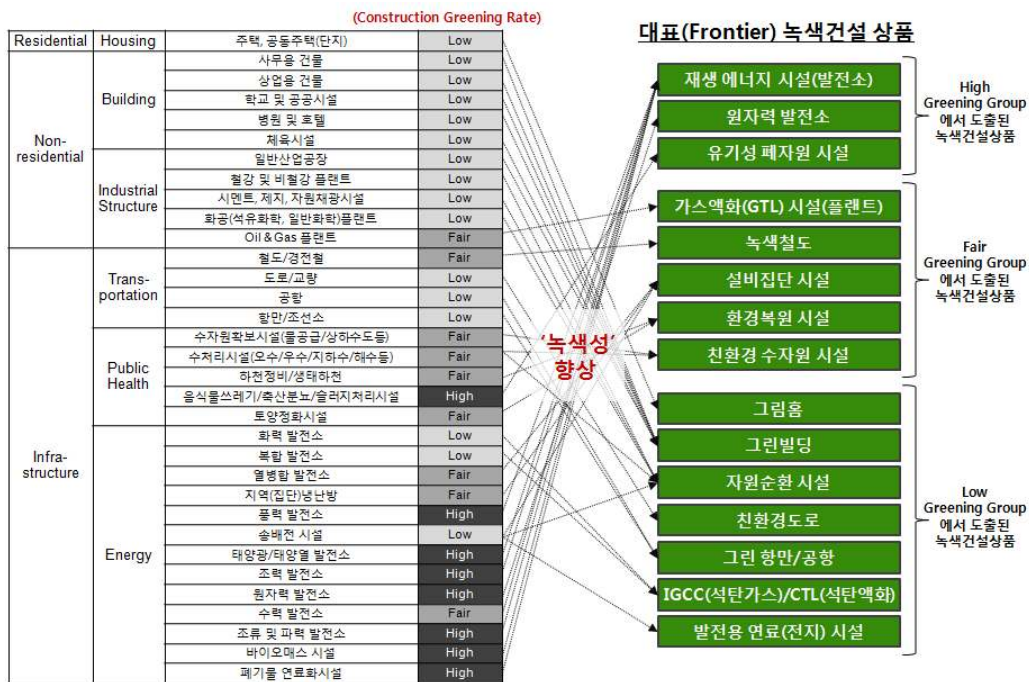 (Construction Greening Rate)
대표(Frontier) 녹색건설 상품
Residential Housing 주택, 공동주택(단지) Low
Non-residential Building 사무용 건물 Low
상업용 건물 Low
학교 및 공공시설 Low
병원 및 호텔 Low
체육시설 Low
Industrial Structure 일반산업공장 Low
철강 및 비철강 플랜트 Low
시멘트, 제지, 자원채광시설 Low
화공(석유화학, 일반화학)플랜트 Low
Oil & Gas 플랜트 Fair
Infra-structure Trans-portation 철도/경전철 Fair
도로/교량 Low
공항 Low
항만/조선소 Low
Public Health 수자원확보시설(물공급/상하수도등) Fair
수처리시설(오수/우수/지하수/해수등) Fair
하천정비/생태하천 Fair
음식물쓰레기/축산분뇨/슬러지처리시설 High
토양정화시설 Fair
Energy 화력 발전소 Low
복합 발전소 Low
열병합 발전소 Fair
지역(집단)냉난방 Fair
풍력 발전소 High
송배전 시설 Low
태양광/태양열 발전소 High
조력 발전소 High
원자력 발전소 High
수력 발전소 Fair
조류 및 파력 발전소 High
바이오매스 시설 High
폐기물 연료화시설 High
'녹색성'
향상
재생 에너지 시설(발전소)
원자력 발전소
유기성 폐자원 시설
High
Greening Group
에서 도출된
녹색건설상품
가스액화(GTL) 시설(플랜트)
녹색철도
설비집단 시설
환경복원 시설
친환경 수자원 시설
Fair
Greening Group
에서 도출된
녹색건설상품
그림홈
그린빌딩
자원순환 시설
친환경도로
그린 항만/공항
IGCC(석탄가스)/CTL(석탄액화)
발전용 연료(전지) 시설
Low
Greening Group
에서 도출된
녹색건설상품